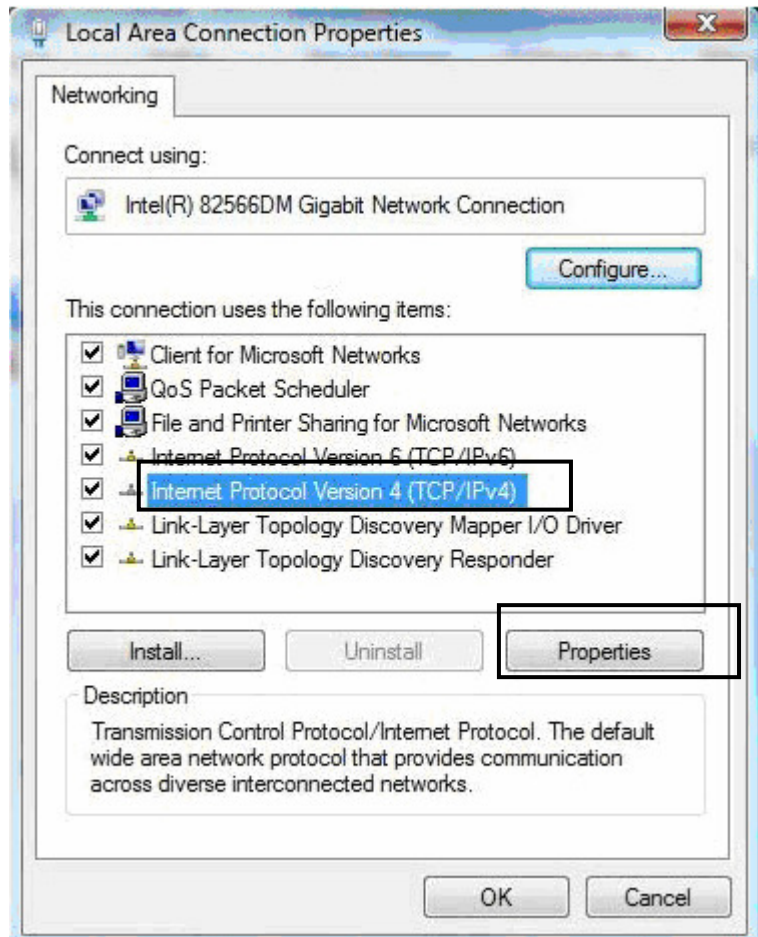 Local Area Connection Properties
Networking
Connect using:
Intel(R) 82566DM Gigabit Network Connection
Configure...
This connection uses the following items:
Client for Microsoft Networks
QoS Packet Scheduler
File and Printer Sharing for Microsoft Networks
Internet Protocol Version 6 (TCP/IPv6)
Internet Protocol Version 4 (TCP/IPv4)
Link-Layer Topology Discovery Mapper I/O Driver
Link-Layer Topology Discovery Responder
Install... Uninstall Properties
Description
Transmission Control Protocol/Internet Protocol. The default
wide area network protocol that provides communication
across diverse interconnected networks.
OK Cancel